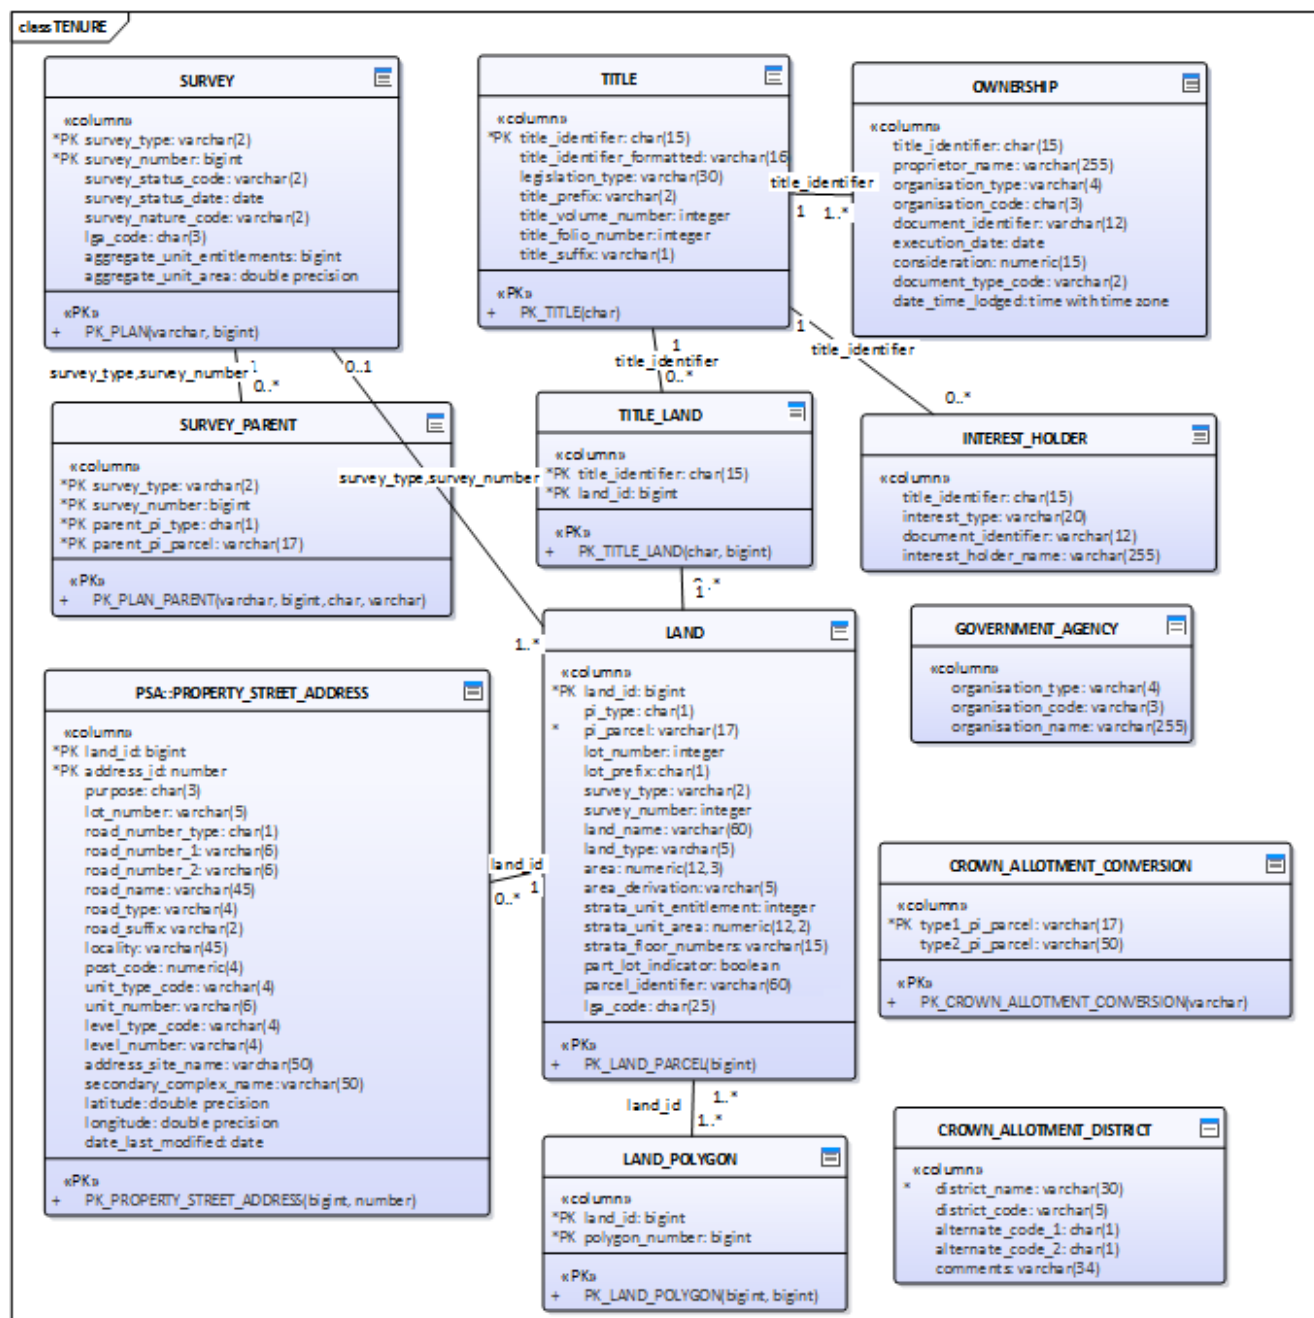 class TENURE
SURVEY
«column»
*PK survey_type: varchar(2)
*PK survey_number: bigint
survey_status_code: varchar(2)
survey_status_date: date
survey_nature_code: varchar(2)
lga_code: char(3)
aggregate_unit_entitlements: bigint
aggregate_unit_area: double precision
«PK»
+ PK_PLAN(varchar, bigint)
TITLE
«column»
*PK title_identifier: char(15)
title_identifier_formatted: varchar(16
legislation_type: varchar(30)
title_prefix: varchar(2)
title_volume_number: integer
title_folio_number: integer
title_suffix: varchar(1)
«PK»
+ PK_TITLE(char)
title_identifier
1
1..*
OWNERSHIP
«column»
title_identifier: char(15)
proprietor_name: varchar(255)
organisation_type: varchar(4)
organisation_code: char(3)
document_identifier: varchar(12)
execution_date: date
consideration: numeric(15)
document_type_code: varchar(2)
date_time_lodged: time with time zone
1
title_identifier
0..*
1
title_identifier
0..*
survey_type,survey_number
1
0..*
0..1
survey_type,survey_number
1..*
SURVEY_PARENT
«column»
*PK survey_type: varchar(2)
*PK survey_number: bigint
*PK parent_pi_type: char(1)
*PK parent_pi_parcel: varchar(17)
«PK»
+ PK_PLAN_PARENT(varchar, bigint, char, varchar)
TITLE_LAND
«column»
*PK title_identifier: char(15)
*PK land_id: bigint
«PK»
+ PK_TITLE_LAND(char, bigint)
.*
1
INTEREST_HOLDER
«column»
title_identifier: char(15)
interest_type: varchar(20)
document_identifier: varchar(12)
interest_holder_name: varchar(255)
GOVERNMENT_AGENCY
«column»
organisation_type: varchar(4)
organisation_code: varchar(3)
organisation_name: varchar(255)
PSA::PROPERTY_STREET_ADDRESS
«column»
*PK land_id: bigint
*PK address_id: number
purpose: char(3)
lot_number: varchar(5)
road_number_type: char(1)
road_number_1: varchar(6)
road_number_2: varchar(6)
road_name: varchar(45)
road_type: varchar(4)
road_suffix: varchar(2)
locality: varchar(45)
post_code: numeric(4)
unit_type_code: varchar(4)
unit_number: varchar(6)
level_type_code: varchar(4)
level_number: varchar(4)
address_site_name: varchar(50)
secondary_complex_name: varchar(50)
latitude: double precision
longitude: double precision
date_last_modified: date
«PK»
+ PK_PROPERTY_STREET_ADDRESS(bigint, number)
land_id
0..*
1
LAND
«column»
*PK land_id: bigint
pi_type: char(1)
* pi_parcel: varchar(17)
lot_number: integer
lot_prefix: char(1)
survey_type: varchar(2)
survey_number: integer
land_name: varchar(60)
land_type: varchar(5)
area: numeric(12,3)
area_derivation: varchar(5)
strata_unit_entitlement: integer
strata_unit_area: numeric(12,2)
strata_floor_numbers: varchar(15)
part_lot_indicator: boolean
parcel_identifier: varchar(60)
lga_code: char(25)
«PK»
+ PK_LAND_PARCEL(bigint)
land_id
1..*
1..*
LAND_POLYGON
«column»
*PK land_id: bigint
*PK polygon_number: bigint
«PK»
+ PK_LAND_POLYGON(bigint, bigint)
CROWN_ALLOTMENT_CONVERSION
«column»
*PK type1_pi_parcel: varchar(17)
type2_pi_parcel: varchar(50)
«PK»
+ PK_CROWN_ALLOTMENT_CONVERSION(varchar)
CROWN_ALLOTMENT_DISTRICT
«column»
* district_name: varchar(30)
district_code: varchar(5)
alternate_code_1: char(1)
alternate_code_2: char(1)
comments: varchar(34)